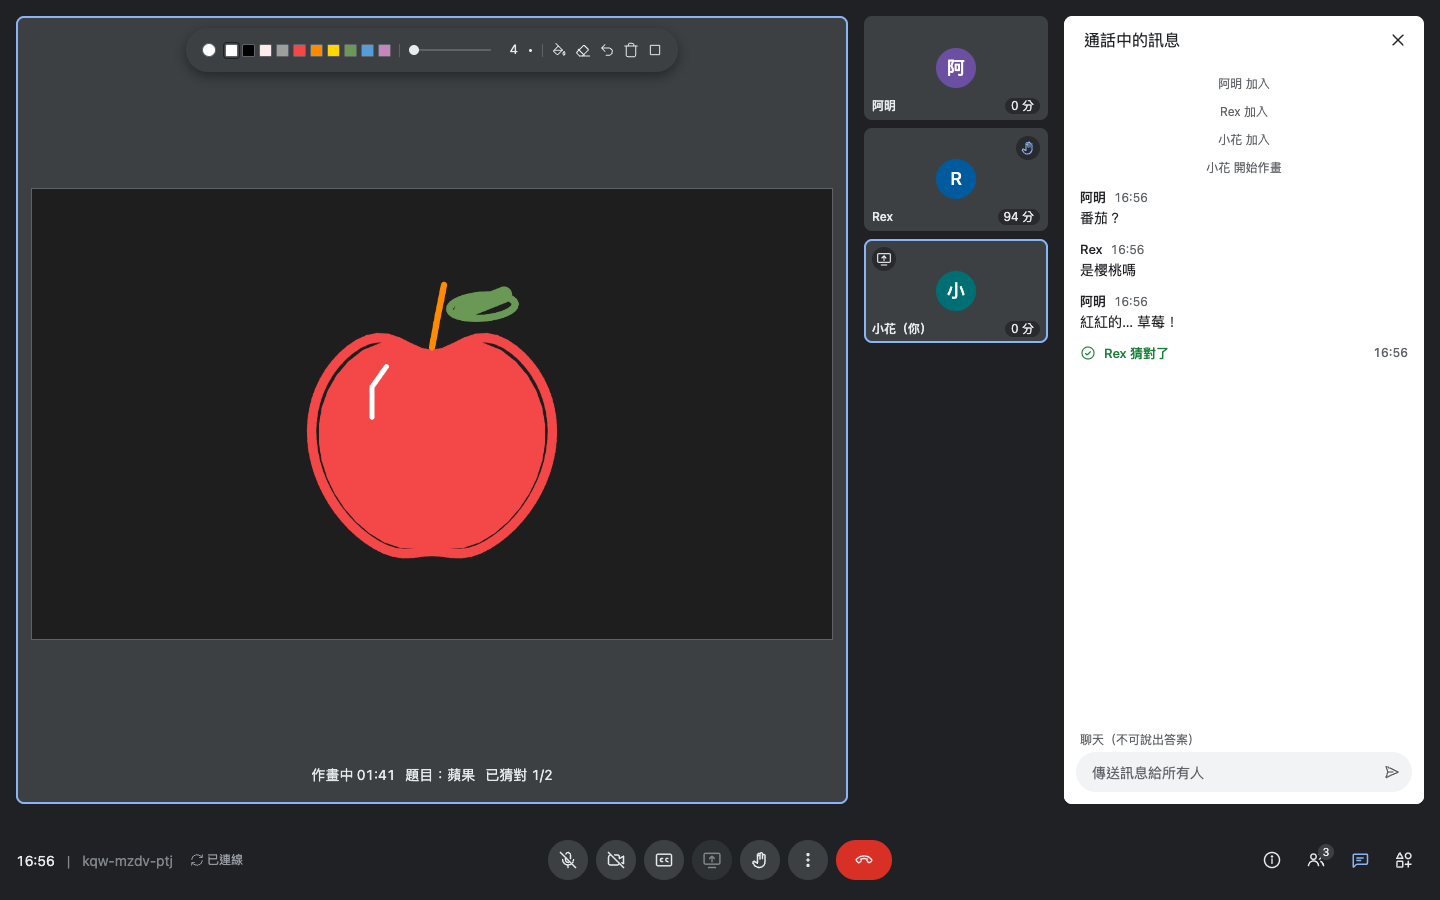 4
阿
阿明
0 分
R
Rex
94 分
小
小花（你）
0 分
作畫中 01:41 題目：蘋果 已猜對 1/2
通話中的訊息
阿明 加入
Rex 加入
小花 加入
小花 開始作畫
阿明 16:56
番茄？
Rex 16:56
是櫻桃嗎
阿明 16:56
紅紅的... 草莓！
Rex 猜對了 16:56
聊天（不可說出答案）
傳送訊息給所有人
16:56 | kqw-mzdv-ptj 已連線
CC
3